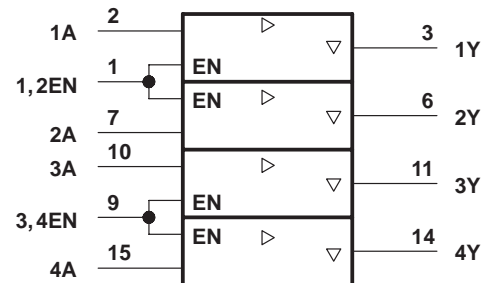 1A 2 3 1Y
1,2EN 1 EN
EN 6 2Y
2A 7
3A 10
11 3Y
3,4EN 9 EN
EN 14 4Y
4A 15